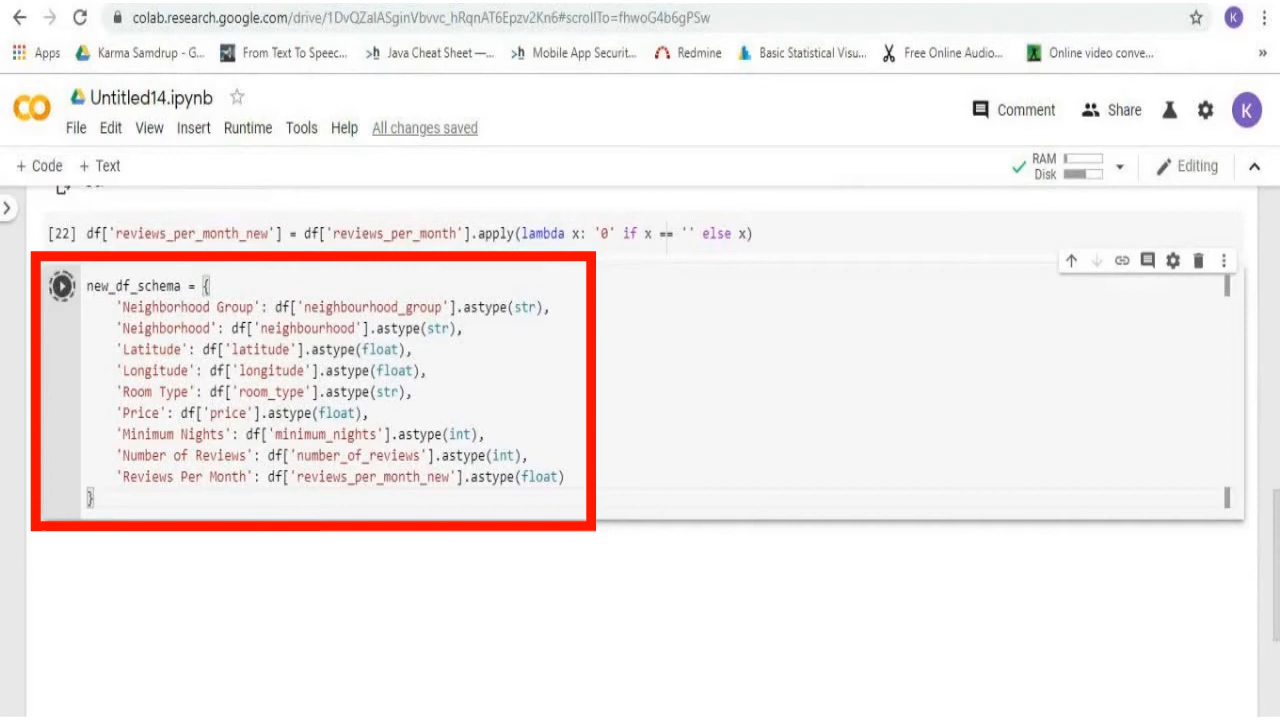 colab.research.google.com/drive/1DvQZalASginVbvvc_hRqnAT6Epzv2Kn6#scrollTo=fhwoG4b6gPSw
K
Apps
Karma Samdrup - G...
From Text To Speec...
Java Cheat Sheet —...
Mobile App Securit...
Redmine
Basic Statistical Visu...
Free Online Audio...
Online video conve...
»
CO
Untitled14.ipynb
Comment
Share
K
File Edit View Insert Runtime Tools Help All changes saved
+ Code + Text
RAM
Disk
Editing
[22] df['reviews_per_month_new'] = df['reviews_per_month'].apply(lambda x: '0' if x == '' else x)
new_df_schema = {
'Neighborhood Group': df['neighbourhood_group'].astype(str),
'Neighborhood': df['neighbourhood'].astype(str),
'Latitude': df['latitude'].astype(float),
'Longitude': df['longitude'].astype(float),
'Room Type': df['room_type'].astype(str),
'Price': df['price'].astype(float),
'Minimum Nights': df['minimum_nights'].astype(int),
'Number of Reviews': df['number_of_reviews'].astype(int),
'Reviews Per Month': df['reviews_per_month_new'].astype(float)
}